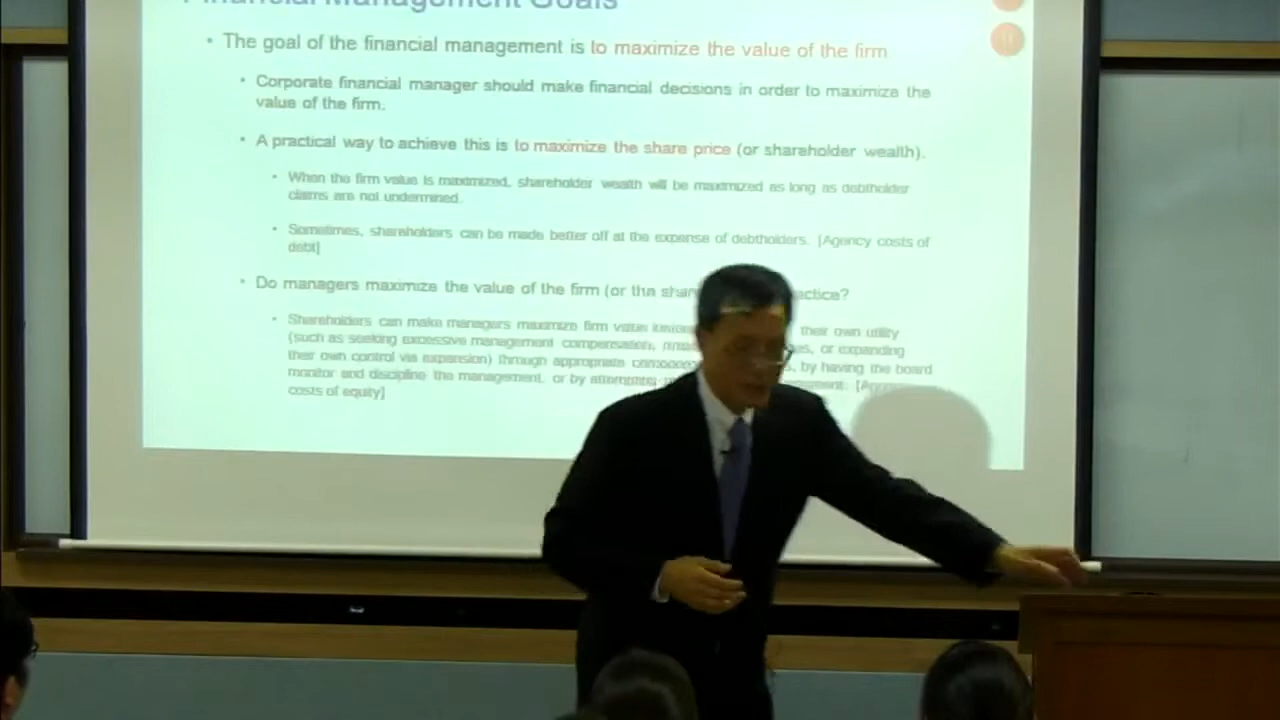 Financial Management Goals
• The goal of the financial management is to maximize the value of the firm
• Corporate financial manager should make financial decisions in order to maximize the
value of the firm.
• A practical way to achieve this is to maximize the share price (or shareholder wealth).
• When the firm value is maximized, shareholder wealth will be maximized as long as debtholder
claims are not undermined.
• Sometimes, shareholders can be made better off at the expense of debtholders. [Agency costs of
debt]
• Do managers maximize the value of the firm (or the
• Shareholders can make managers maximize firm value their own utility
(such as seeking excessive management compensation, or expanding
their own control via expansion) through appropriate by having the board
monitor and discipline the management, or by attempting
costs of equity]